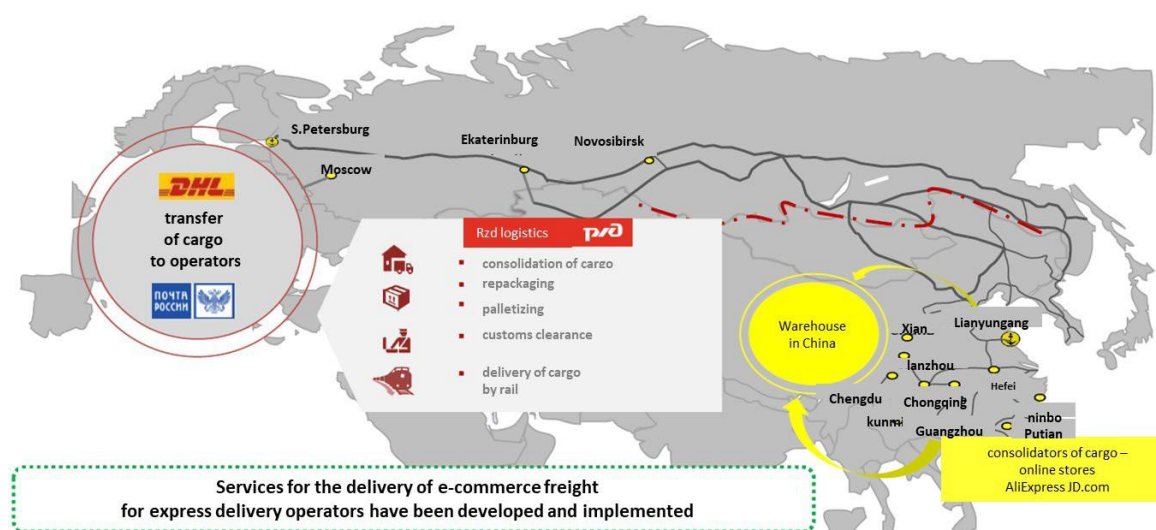 S.Petersburg
Ekaterinburg
Novosibirsk
Moscow
DHL
transfer
of cargo
to operators
ПОЧТА
РОССИИ
Rzd logistics
consolidation of cargo
repackaging
palletizing
customs clearance
delivery of cargo
by rail
Warehouse
in China
Xian
Lianyungang
lanzhou
Hefei
Chengdu
Chongqing
Guangzhou
ninbo
Putian
consolidators of cargo –
online stores
AliExpress JD.com
Services for the delivery of e-commerce freight
for express delivery operators have been developed and implemented